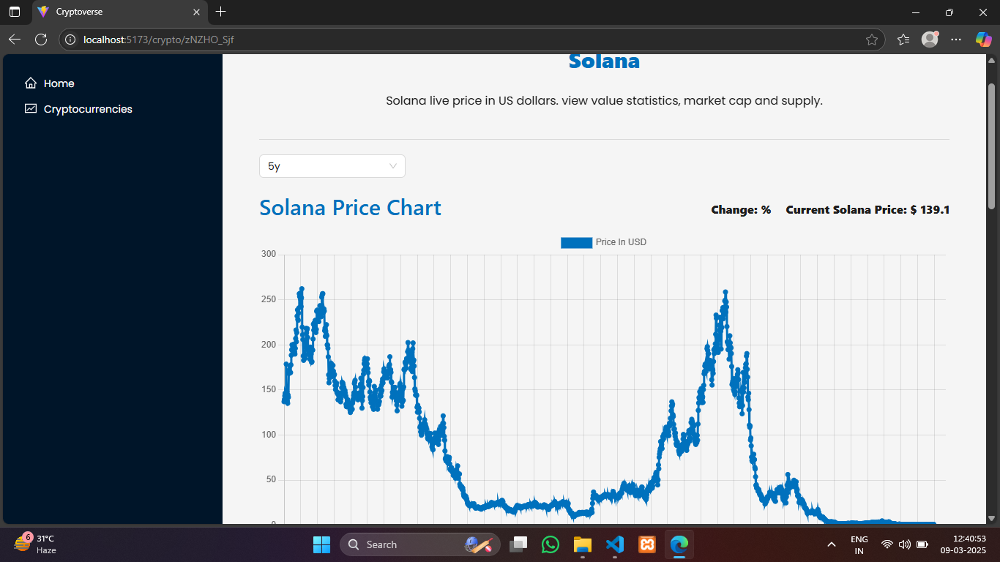 Cryptoverse
localhost:5173/crypto/zNZHO_Sjf
Home
Cryptocurrencies
Solana
Solana live price in US dollars. view value statistics, market cap and supply.
5y
Solana Price Chart
Change: %
Current Solana Price: $ 139.1
Price In USD
300
250
200
150
100
50
0
6
31°C
Haze
Search
ENG
IN
12:40:53
09-03-2025